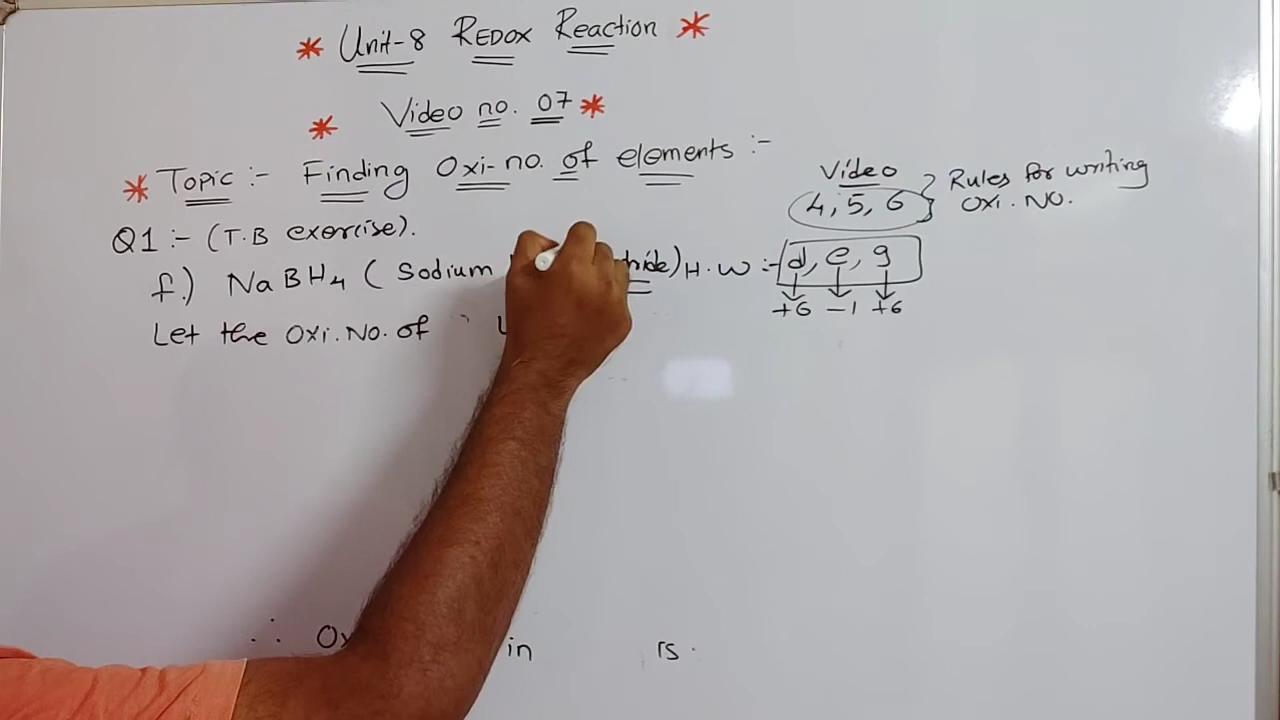 * Unit-8 REDOX Reaction *
* Video no. 07 *
* Topic :- Finding Oxi-no. of elements :-
Video
4, 5, 6 } Rules for writing
Oxi. NO.
Q1 :- (T.B exercise).
f.) NaBH4 ( Sodium
H.W :- d, e, g
+6 -1 +6
Let the Oxi.No. of
∴ in is